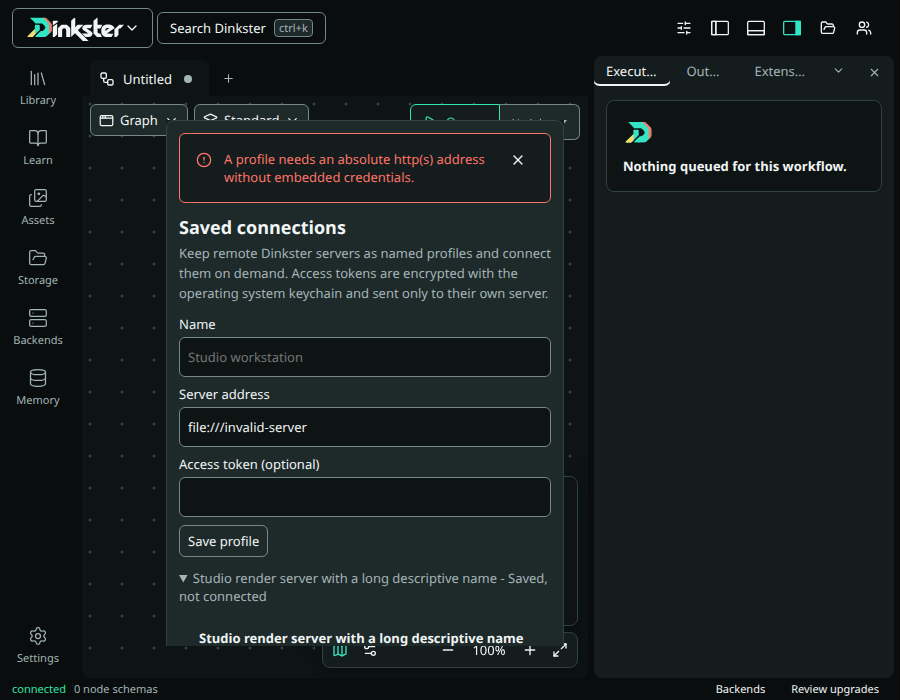 Dinkster
Search Dinkster ctrl+k
Library
Learn
Assets
Storage
Backends
Memory
Settings
Untitled
Graph
Standard
A profile needs an absolute http(s) address
without embedded credentials.
Saved connections
Keep remote Dinkster servers as named profiles and connect
them on demand. Access tokens are encrypted with the
operating system keychain and sent only to their own server.
Name
Studio workstation
Server address
file:///invalid-server
Access token (optional)
Save profile
Studio render server with a long descriptive name - Saved,
not connected
Studio render server with a long descriptive name
100%
Execut...
Out...
Extens...
Nothing queued for this workflow.
connected 0 node schemas
Backends
Review upgrades